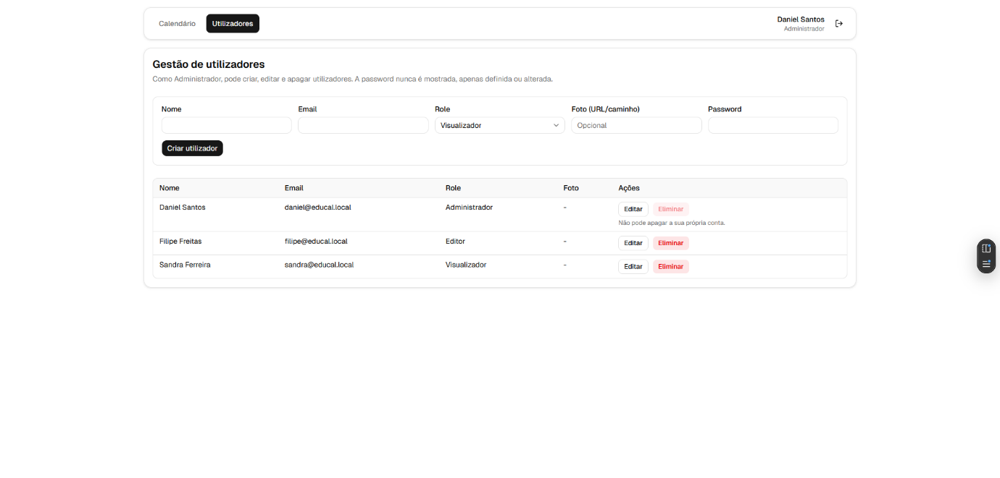 Calendário Utilizadores Daniel Santos
Administrador
Gestão de utilizadores
Como Administrador, pode criar, editar e apagar utilizadores. A password nunca é mostrada, apenas definida ou alterada.
Nome Email Role Foto (URL/caminho) Password
Visualizador Opcional
Criar utilizador
Nome Email Role Foto Ações
Daniel Santos daniel@educal.local Administrador - Editar Eliminar
Não pode apagar a sua própria conta.
Filipe Freitas filipe@educal.local Editor - Editar Eliminar
Sandra Ferreira sandra@educal.local Visualizador - Editar Eliminar